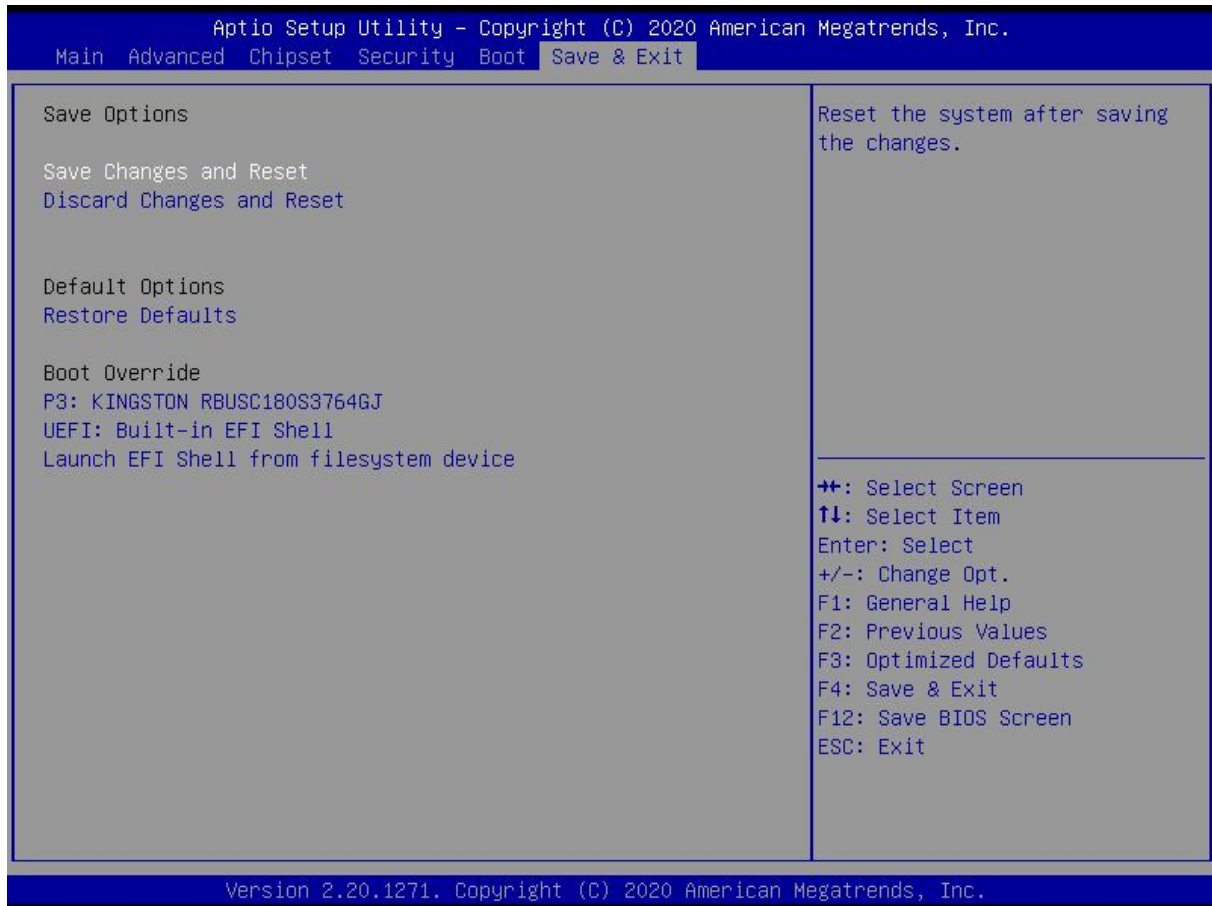 Aptio Setup Utility – Copyright (C) 2020 American Megatrends, Inc.
Main Advanced Chipset Security Boot Save & Exit
Save Options
Save Changes and Reset
Discard Changes and Reset
Default Options
Restore Defaults
Boot Override
P3: KINGSTON RBUSC180S3764GJ
UEFI: Built-in EFI Shell
Launch EFI Shell from filesystem device
Reset the system after saving
the changes.
→←: Select Screen
↑↓: Select Item
Enter: Select
+/-: Change Opt.
F1: General Help
F2: Previous Values
F3: Optimized Defaults
F4: Save & Exit
F12: Save BIOS Screen
ESC: Exit
Version 2.20.1271. Copyright (C) 2020 American Megatrends, Inc.